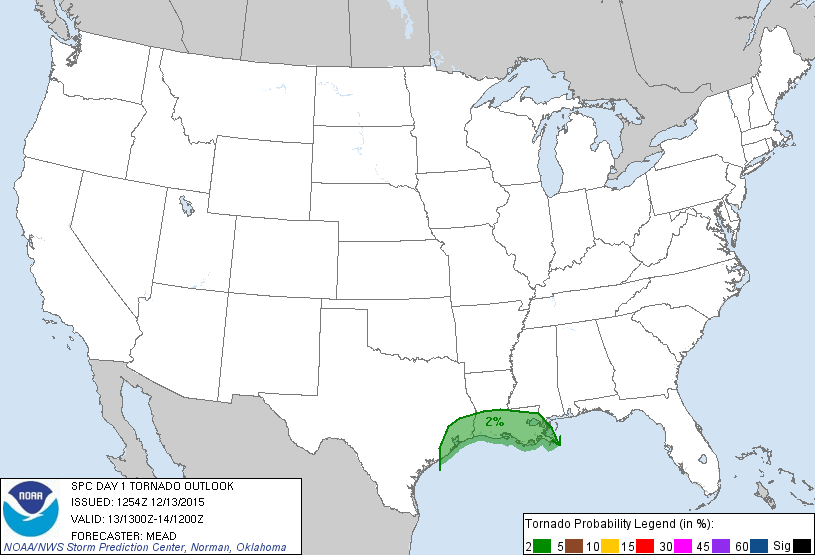 2%
NOAA
SPC DAY 1 TORNADO OUTLOOK
ISSUED: 1254Z 12/13/2015
VALID: 13/1300Z-14/1200Z
FORECASTER: MEAD
NOAA/NWS Storm Prediction Center, Norman, Oklahoma
Tornado Probability Legend (in %):
2 5 10 15 30 45 60 Sig